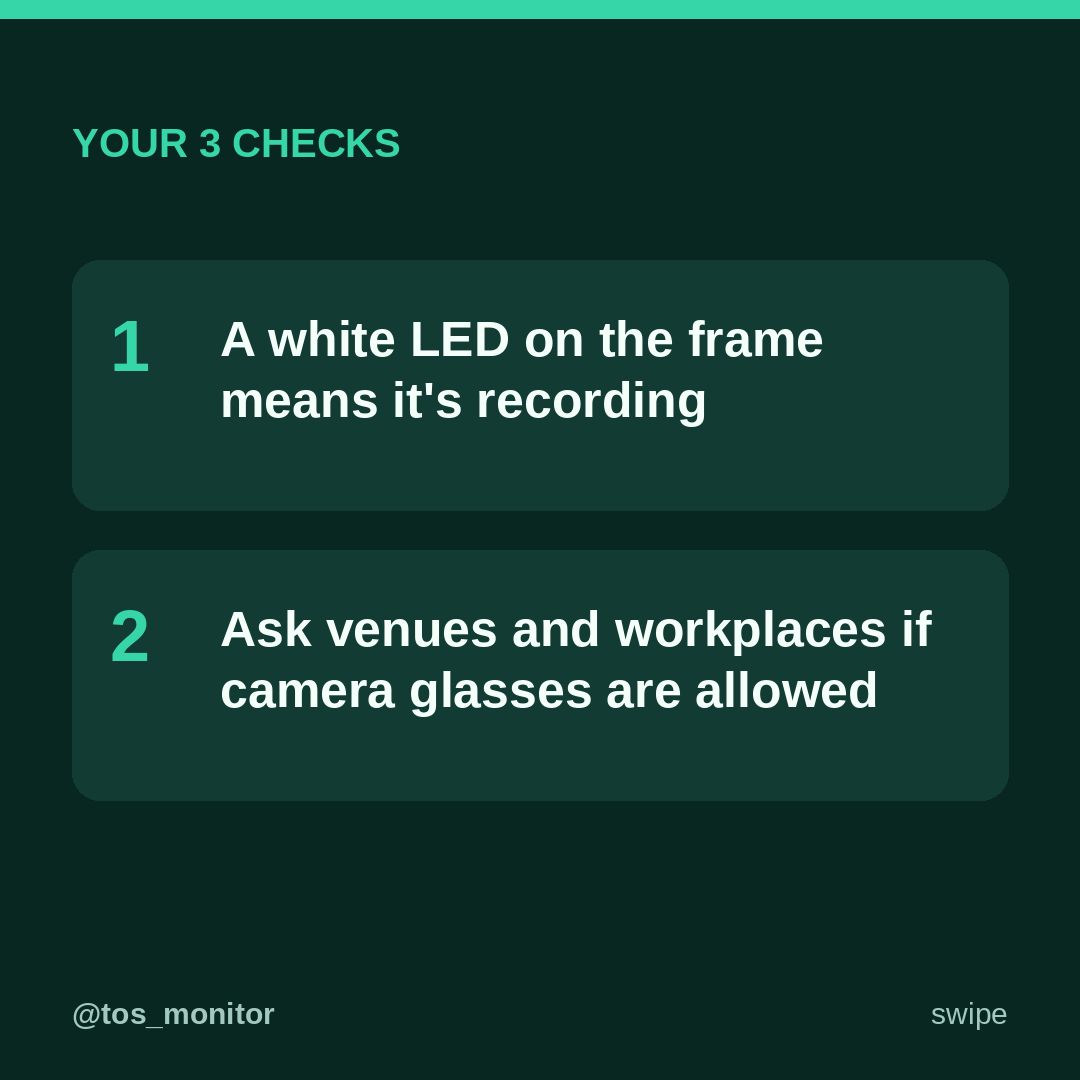 YOUR 3 CHECKS
1
A white LED on the frame
means it's recording
2
Ask venues and workplaces if
camera glasses are allowed
@tos_monitor
swipe